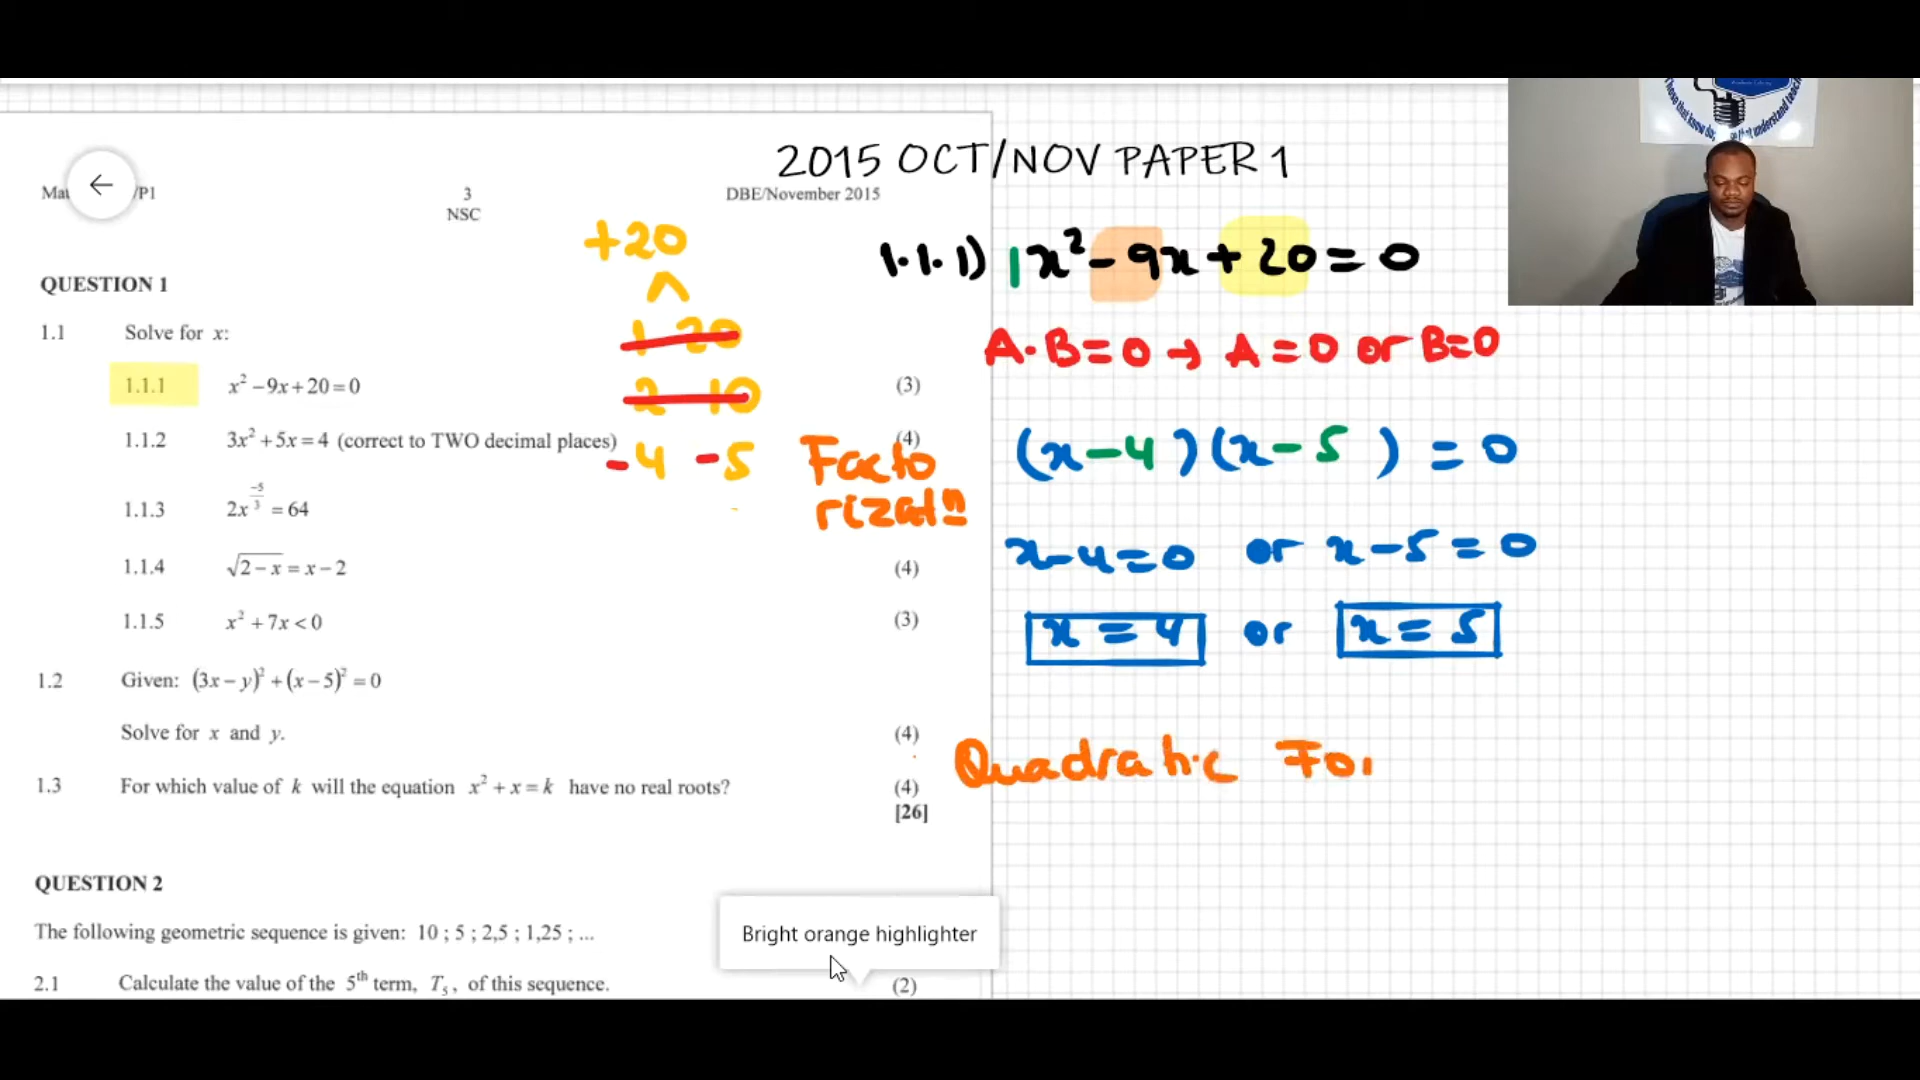 2015 OCT/NOV PAPER 1
/P1
3
NSC
DBE/November 2015
QUESTION 1
1.1 Solve for x:
1.1.1 x² − 9x + 20 = 0 (3)
1.1.2 3x² + 5x = 4 (correct to TWO decimal places) (4)
1.1.3 2x^(−5/3) = 64
1.1.4 √(2−x) = x − 2 (4)
1.1.5 x² + 7x < 0 (3)
1.2 Given: (3x − y)² + (x − 5)² = 0
Solve for x and y. (4)
1.3 For which value of k will the equation x² + x = k have no real roots? (4)
[26]
QUESTION 2
The following geometric sequence is given: 10 ; 5 ; 2,5 ; 1,25 ; ...
2.1 Calculate the value of the 5th term, T₅, of this sequence. (2)
+20
1 20
2 10
-4 -5
Facto
rizatⁿ
1.1.1) 1x² − 9x + 20 = 0
A·B=0 → A=0 or B=0
(x−4)(x−5) = 0
x−4=0 or x−5=0
x = 4 or x = 5
Quadratic For
Bright orange highlighter